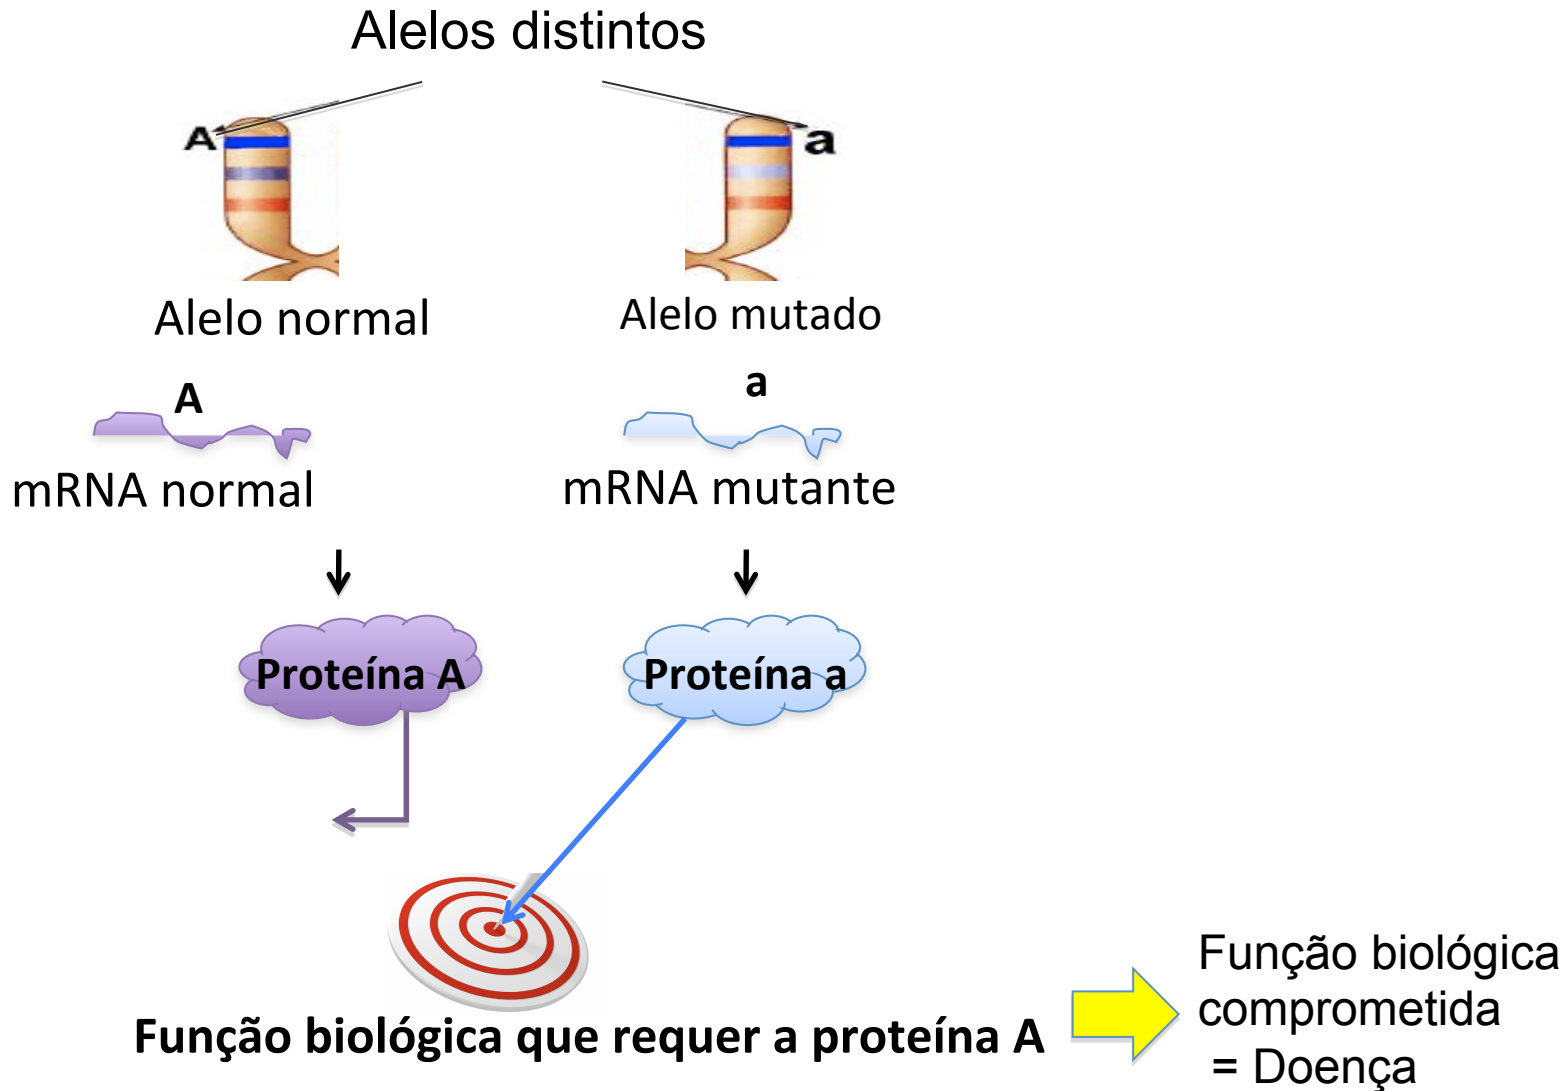 Alelos distintos
A
a
Alelo normal
Alelo mutado
A
a
mRNA normal
mRNA mutante
Proteína A
Proteína a
Função biológica que requer a proteína A
Função biológica
comprometida
= Doença